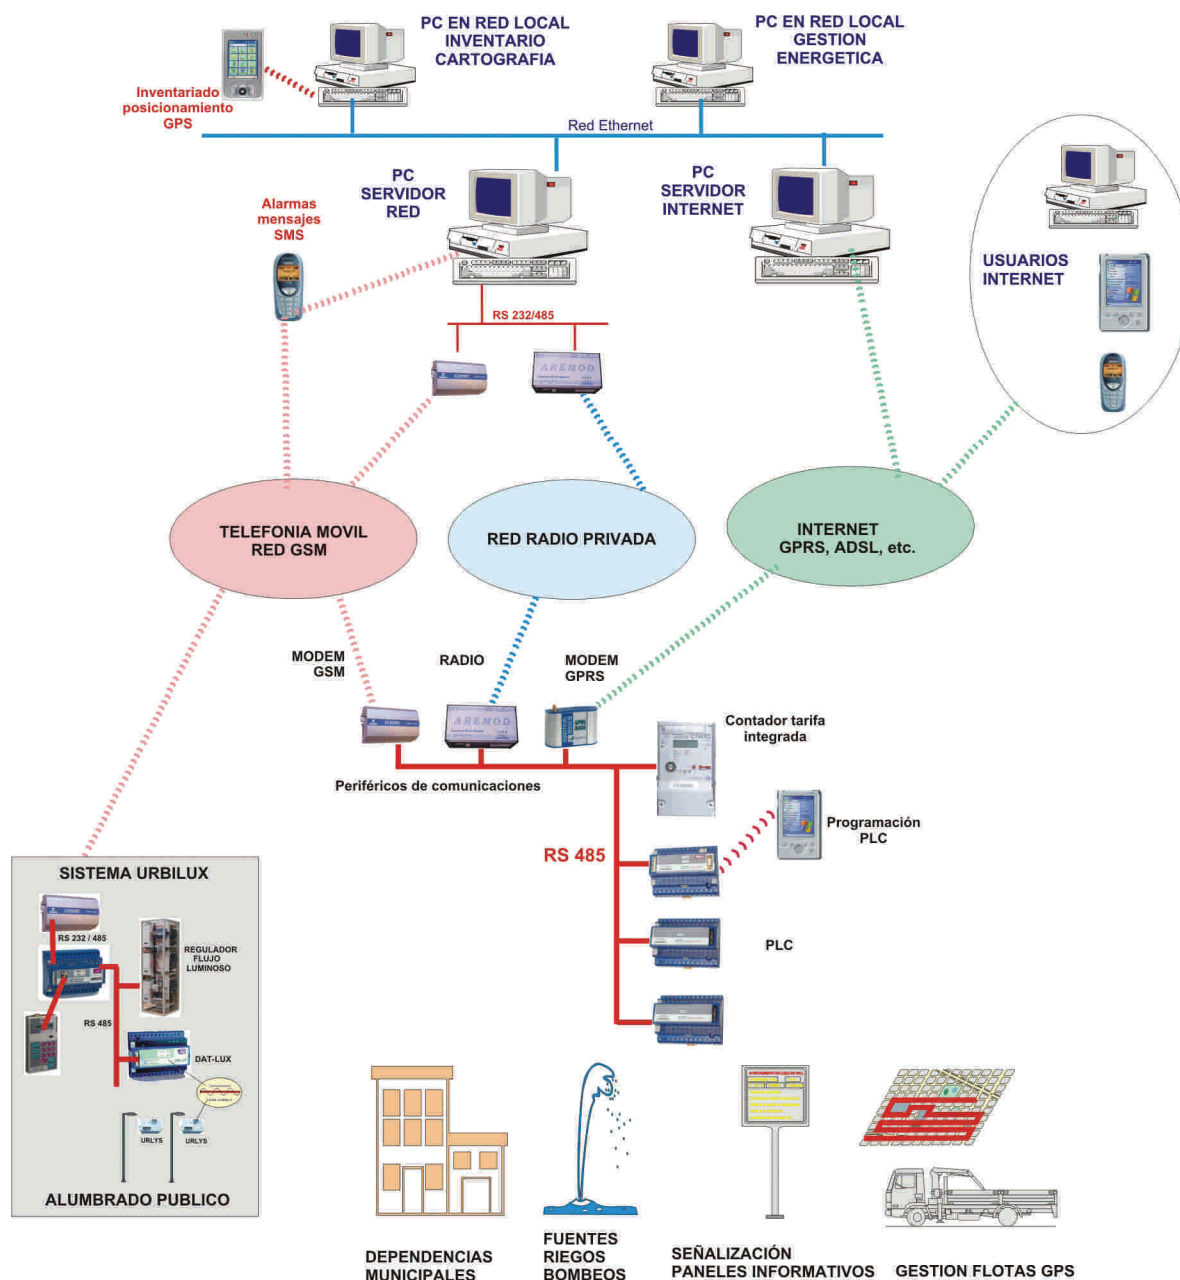 PC EN RED LOCAL
INVENTARIO
CARTOGRAFIA
PC EN RED LOCAL
GESTION
ENERGETICA
Inventariado
posicionamiento
GPS
Red Ethernet
PC
SERVIDOR
RED
PC
SERVIDOR
INTERNET
Alarmas
mensajes
SMS
USUARIOS
INTERNET
RS 232/485
AREMOD
TELEFONIA MOVIL
RED GSM
RED RADIO PRIVADA
INTERNET
GPRS, ADSL, etc.
MODEM
GSM
RADIO
MODEM
GPRS
AREMOD
Contador tarifa
integrada
Periféricos de comunicaciones
Programación
PLC
RS 485
PLC
SISTEMA URBILUX
RS 232 / 485
REGULADOR
FLUJO
LUMINOSO
RS 485
DAT-LUX
URLYS
URLYS
ALUMBRADO PUBLICO
DEPENDENCIAS
MUNICIPALES
FUENTES
RIEGOS
BOMBEOS
SEÑALIZACIÓN
PANELES INFORMATIVOS
GESTION FLOTAS GPS